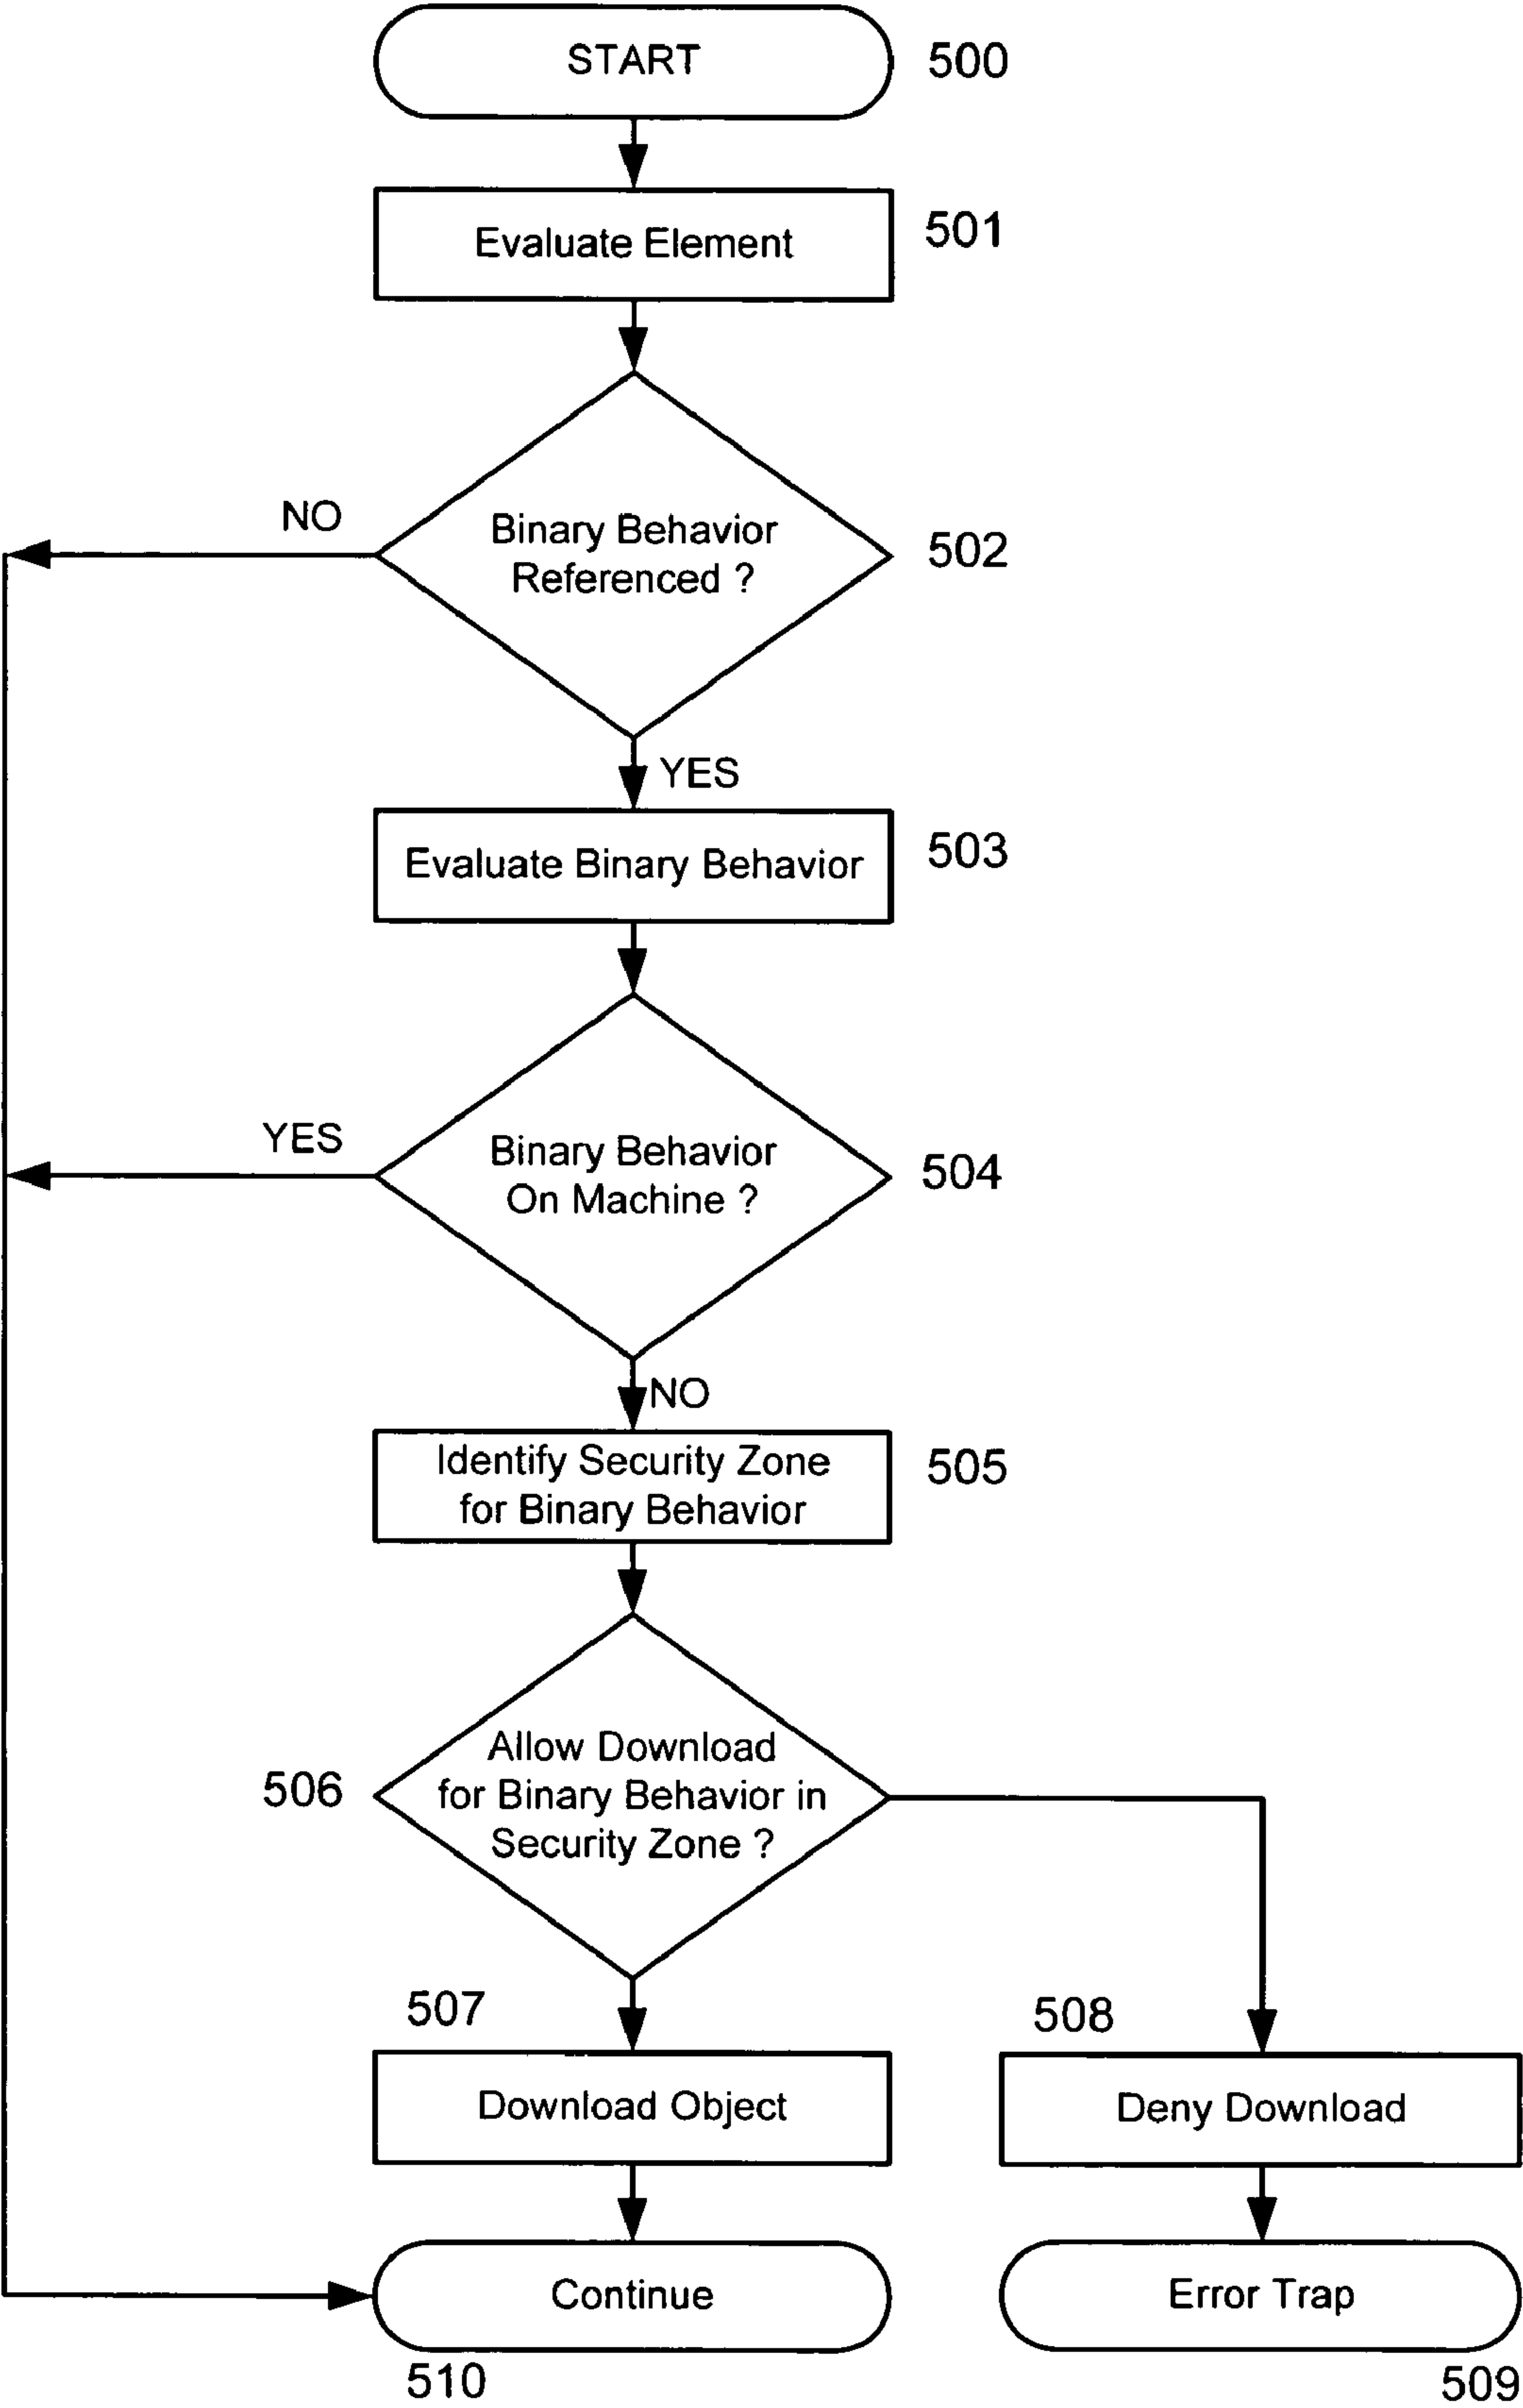 START
500
Evaluate Element
501
NO
Binary Behavior
Referenced ?
502
YES
Evaluate Binary Behavior
503
YES
Binary Behavior
On Machine ?
504
NO
Identify Security Zone
for Binary Behavior
505
506
Allow Download
for Binary Behavior in
Security Zone ?
507
508
Download Object
Deny Download
Continue
Error Trap
510
509